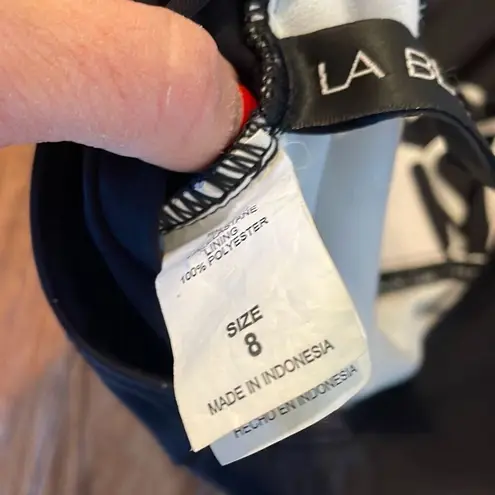 LA
LINING
100% POLYESTER
SIZE
8
MADE IN INDONESIA
HECHO EN INDONESIA